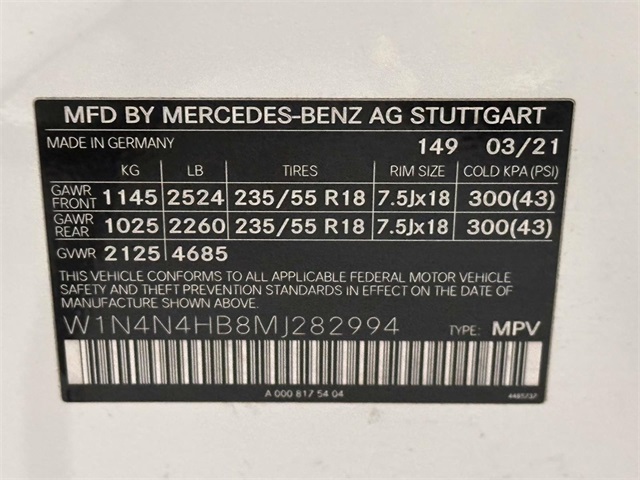 MFD BY MERCEDES-BENZ AG STUTTGART
MADE IN GERMANY 149 03/21
KG LB TIRES RIM SIZE COLD KPA (PSI)
GAWR FRONT 1145 2524 235/55 R18 7.5Jx18 300(43)
GAWR REAR 1025 2260 235/55 R18 7.5Jx18 300(43)
GVWR 2125 4685
THIS VEHICLE CONFORMS TO ALL APPLICABLE FEDERAL MOTOR VEHICLE
SAFETY AND THEFT PREVENTION STANDARDS IN EFFECT ON THE DATE
OF MANUFACTURE SHOWN ABOVE.
W1N4N4HB8MJ282994 TYPE: MPV
A 000 817 54 04